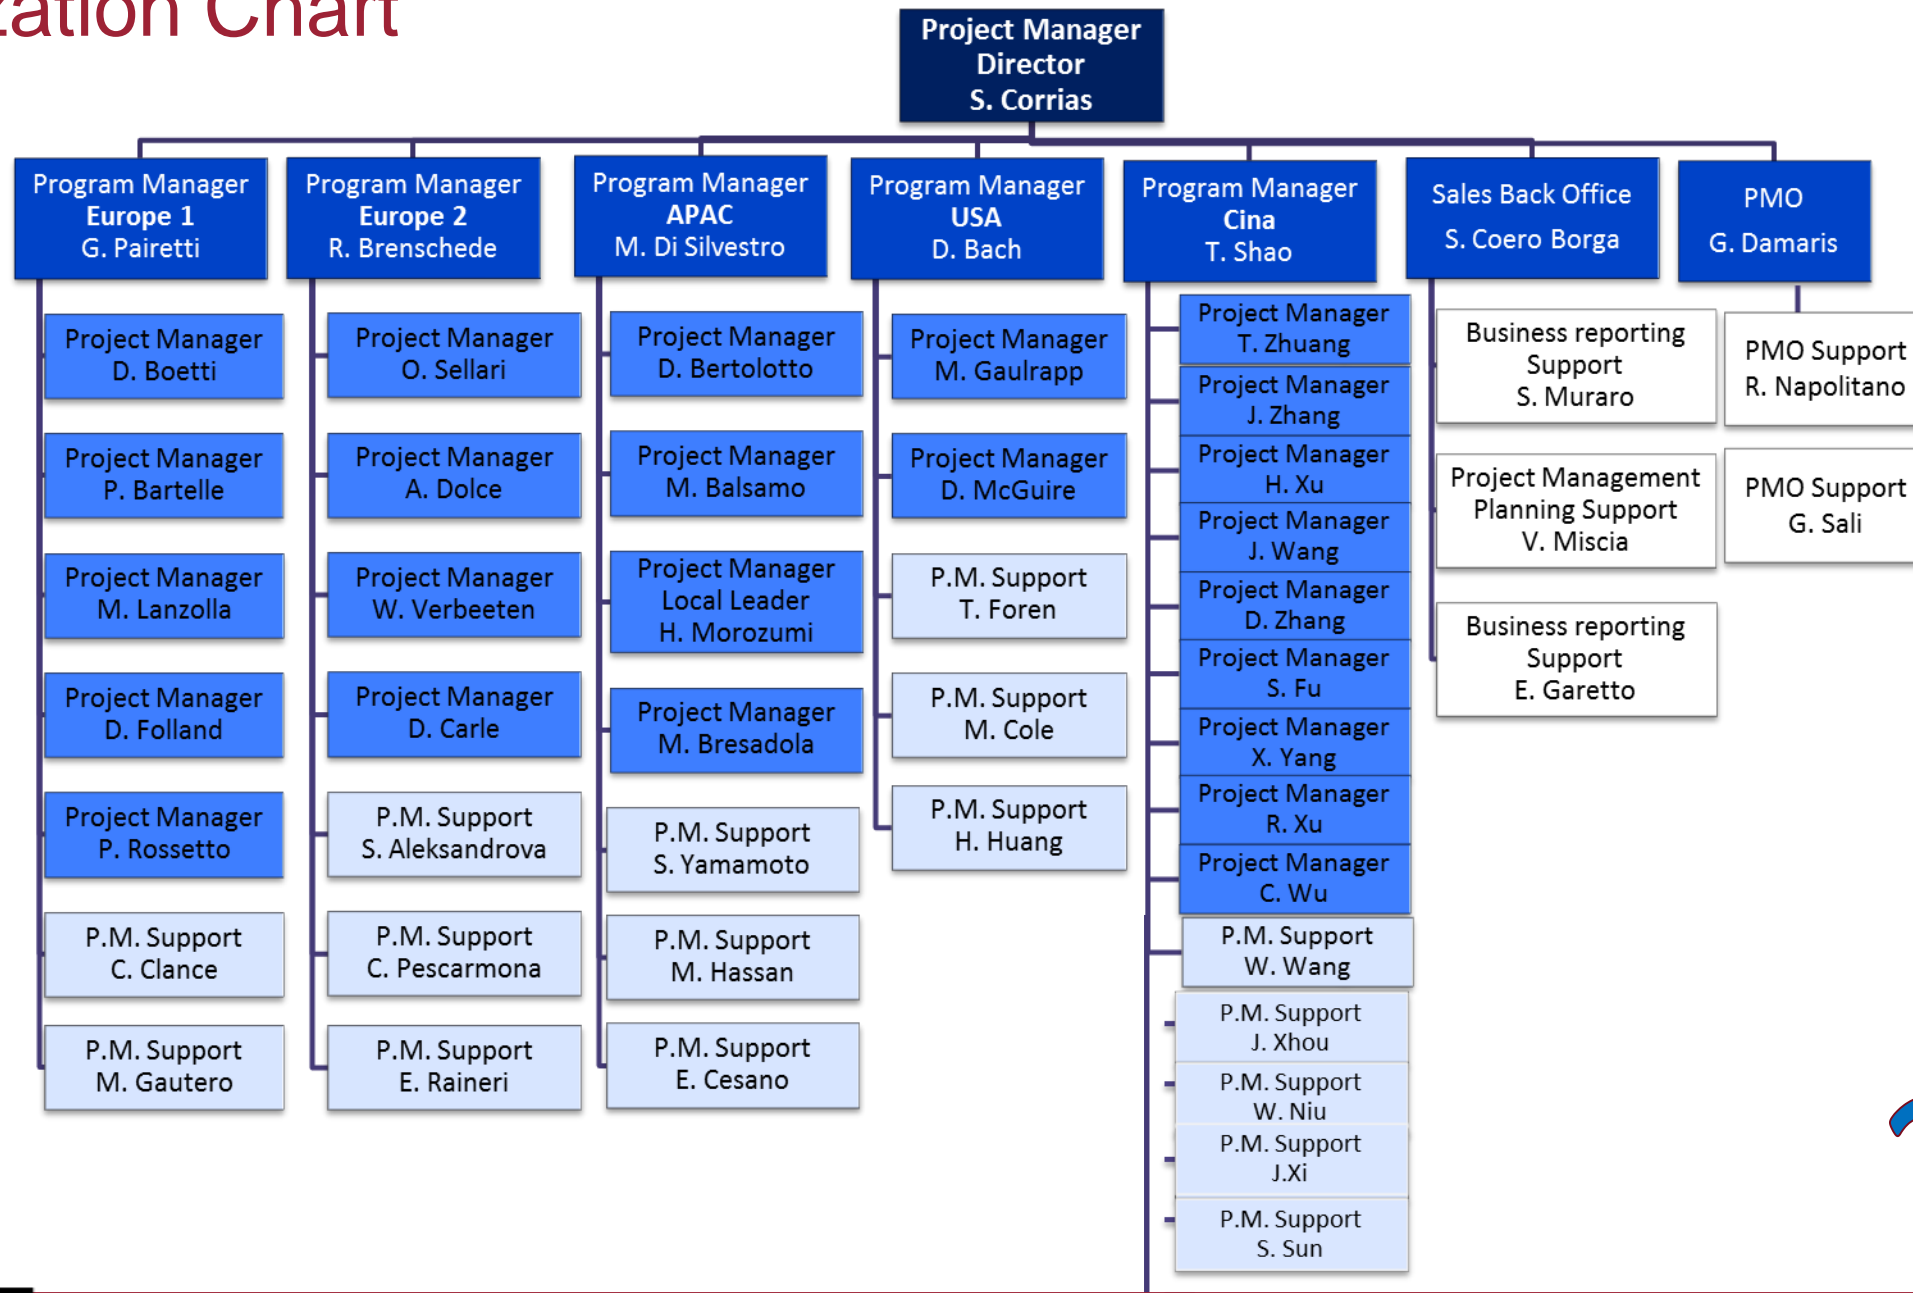 zation Chart
Project Manager
Director
S. Corrias
Program Manager
Europe 1
G. Pairetti
Project Manager
D. Boetti
Project Manager
P. Bartelle
Project Manager
M. Lanzolla
Project Manager
D. Folland
Project Manager
P. Rossetto
P.M. Support
C. Clance
P.M. Support
M. Gautero
Program Manager
Europe 2
R. Brenschede
Project Manager
O. Sellari
Project Manager
A. Dolce
Project Manager
W. Verbeeten
Project Manager
D. Carle
P.M. Support
S. Aleksandrova
P.M. Support
C. Pescarmona
P.M. Support
E. Raineri
Program Manager
APAC
M. Di Silvestro
Project Manager
D. Bertolotto
Project Manager
M. Balsamo
Project Manager
Local Leader
H. Morozumi
Project Manager
M. Bresadola
P.M. Support
S. Yamamoto
P.M. Support
M. Hassan
P.M. Support
E. Cesano
Program Manager
USA
D. Bach
Project Manager
M. Gaulrapp
Project Manager
D. McGuire
P.M. Support
T. Foren
P.M. Support
M. Cole
P.M. Support
H. Huang
Program Manager
Cina
T. Shao
Project Manager
T. Zhuang
Project Manager
J. Zhang
Project Manager
H. Xu
Project Manager
J. Wang
Project Manager
D. Zhang
Project Manager
S. Fu
Project Manager
X. Yang
Project Manager
R. Xu
Project Manager
C. Wu
P.M. Support
W. Wang
P.M. Support
J. Xhou
P.M. Support
W. Niu
P.M. Support
J.Xi
P.M. Support
S. Sun
Sales Back Office
S. Coero Borga
Business reporting
Support
S. Muraro
Project Management
Planning Support
V. Miscia
Business reporting
Support
E. Garetto
PMO
G. Damaris
PMO Support
R. Napolitano
PMO Support
G. Sali